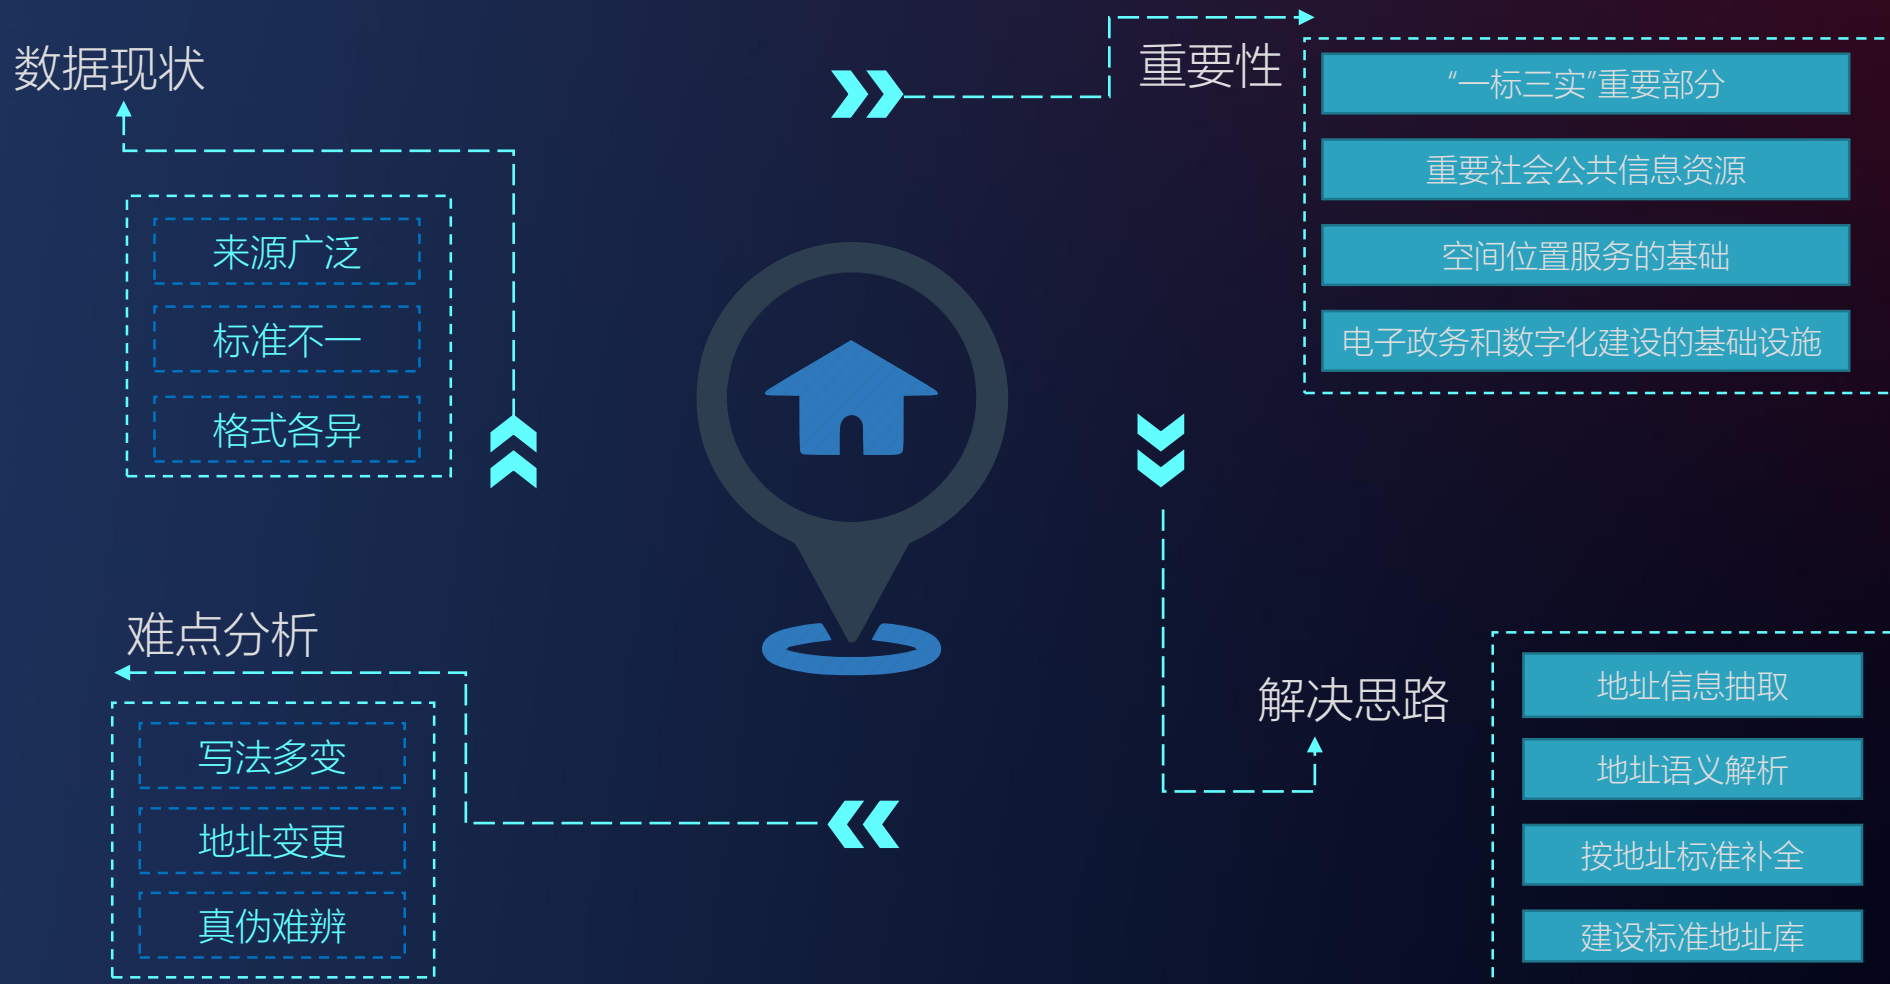 数据现状
来源广泛
标准不一
格式各异
重要性
“一标三实”重要部分
重要社会公共信息资源
空间位置服务的基础
电子政务和数字化建设的基础设施
难点分析
写法多变
地址变更
真伪难辨
解决思路
地址信息抽取
地址语义解析
按地址标准补全
建设标准地址库